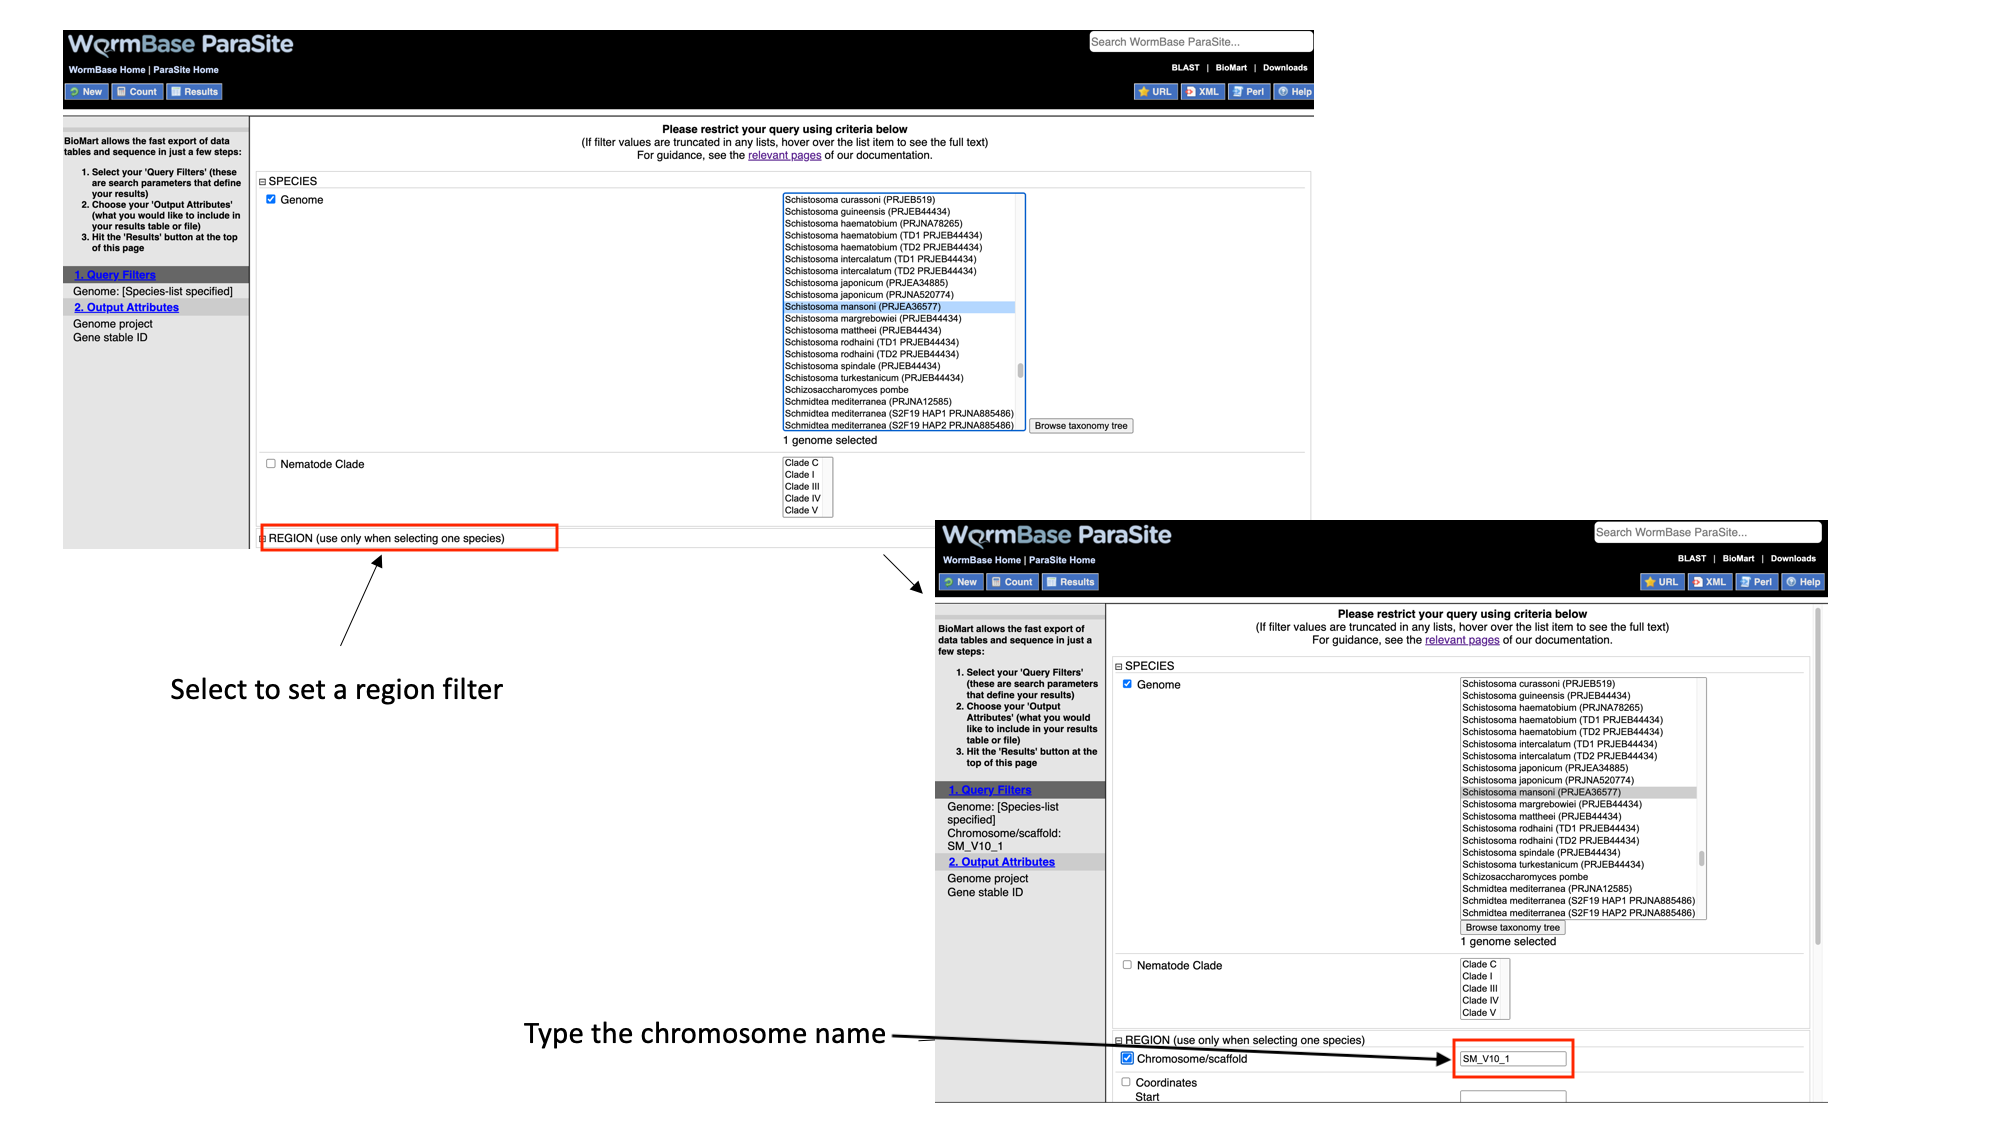 WormBase ParaSite
Search WormBase ParaSite...
WormBase Home | ParaSite Home
BLAST | BioMart | Downloads
New Count Results
URL XML Perl Help
BioMart allows the fast export of data
tables and sequence in just a few steps:
1. Select your 'Query Filters' (these
are search parameters that define
your results)
2. Choose your 'Output Attributes'
(what you would like to include in
your results table or file)
3. Hit the 'Results' button at the top
of this page
1. Query Filters
Genome: [Species-list specified]
2. Output Attributes
Genome project
Gene stable ID
Please restrict your query using criteria below
(If filter values are truncated in any lists, hover over the list item to see the full text)
For guidance, see the relevant pages of our documentation.
SPECIES
Genome
Schistosoma curassoni (PRJEB519)
Schistosoma guineensis (PRJEB44434)
Schistosoma haematobium (PRJNA78265)
Schistosoma haematobium (TD1 PRJEB44434)
Schistosoma haematobium (TD2 PRJEB44434)
Schistosoma intercalatum (TD1 PRJEB44434)
Schistosoma intercalatum (TD2 PRJEB44434)
Schistosoma japonicum (PRJEA34885)
Schistosoma japonicum (PRJNA520774)
Schistosoma mansoni (PRJEA36577)
Schistosoma margrebowiei (PRJEB44434)
Schistosoma mattheei (PRJEB44434)
Schistosoma rodhaini (TD1 PRJEB44434)
Schistosoma rodhaini (TD2 PRJEB44434)
Schistosoma spindale (PRJEB44434)
Schistosoma turkestanicum (PRJEB44434)
Schizosaccharomyces pombe
Schmidtea mediterranea (PRJNA12585)
Schmidtea mediterranea (S2F19 HAP1 PRJNA885486)
Schmidtea mediterranea (S2F19 HAP2 PRJNA885486)
Browse taxonomy tree
1 genome selected
Nematode Clade
Clade C
Clade I
Clade III
Clade IV
Clade V
REGION (use only when selecting one species)
Select to set a region filter
WormBase ParaSite
Search WormBase ParaSite...
WormBase Home | ParaSite Home
BLAST | BioMart | Downloads
New Count Results
URL XML Perl Help
BioMart allows the fast export of
data tables and sequence in just a
few steps:
1. Select your 'Query Filters'
(these are search parameters
that define your results)
2. Choose your 'Output
Attributes' (what you would
like to include in your results
table or file)
3. Hit the 'Results' button at the
top of this page
1. Query Filters
Genome: [Species-list
specified]
Chromosome/scaffold:
SM_V10_1
2. Output Attributes
Genome project
Gene stable ID
Please restrict your query using criteria below
(If filter values are truncated in any lists, hover over the list item to see the full text)
For guidance, see the relevant pages of our documentation.
SPECIES
Genome
Schistosoma curassoni (PRJEB519)
Schistosoma guineensis (PRJEB44434)
Schistosoma haematobium (PRJNA78265)
Schistosoma haematobium (TD1 PRJEB44434)
Schistosoma haematobium (TD2 PRJEB44434)
Schistosoma intercalatum (TD1 PRJEB44434)
Schistosoma intercalatum (TD2 PRJEB44434)
Schistosoma japonicum (PRJEA34885)
Schistosoma japonicum (PRJNA520774)
Schistosoma mansoni (PRJEA36577)
Schistosoma margrebowiei (PRJEB44434)
Schistosoma mattheei (PRJEB44434)
Schistosoma rodhaini (TD1 PRJEB44434)
Schistosoma rodhaini (TD2 PRJEB44434)
Schistosoma spindale (PRJEB44434)
Schistosoma turkestanicum (PRJEB44434)
Schizosaccharomyces pombe
Schmidtea mediterranea (PRJNA12585)
Schmidtea mediterranea (S2F19 HAP1 PRJNA885486)
Schmidtea mediterranea (S2F19 HAP2 PRJNA885486)
Browse taxonomy tree
1 genome selected
Nematode Clade
Clade C
Clade I
Clade III
Clade IV
Clade V
Type the chromosome name
REGION (use only when selecting one species)
Chromosome/scaffold
SM_V10_1
Coordinates
Start